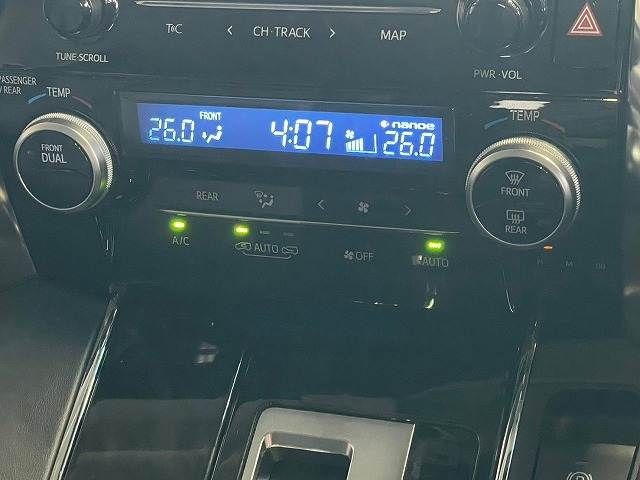 T&C < CH·TRACK > MAP
TUNE·SCROLL
PWR·VOL
PASSENGER
/REAR
TEMP
TEMP
FRONT
26.0
4:07
nanoe
26.0
FRONT
DUAL
FRONT
REAR
REAR < >
A/C
AUTO
OFF
AUTO